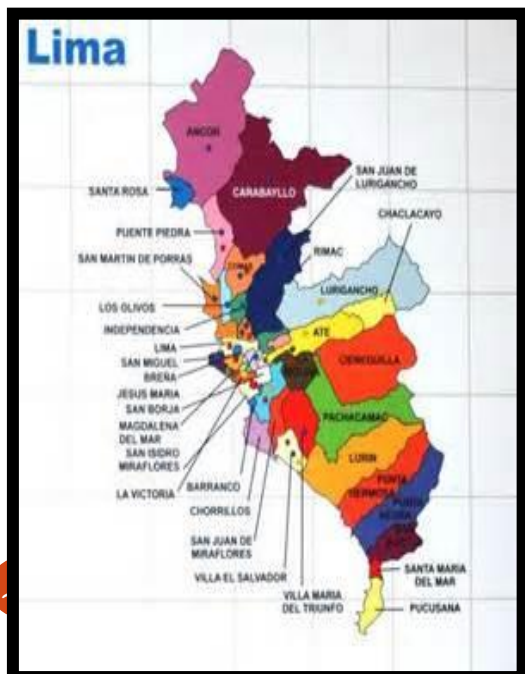 Lima
ANCON
SANTA ROSA
CARABAYLLO
SAN JUAN DE
LURIGANCHO
CHACLACAYO
PUENTE PIEDRA
RIMAC
SAN MARTIN DE PORRAS
COMAS
LURIGANCHO
LOS OLIVOS
INDEPENDENCIA
ATE
LIMA
CIENEGUILLA
SAN MIGUEL
BREÑA
MOLINA
JESUS MARIA
SAN BORJA
PACHACAMAC
MAGDALENA
DEL MAR
SAN ISIDRO
MIRAFLORES
LURIN
PUNTA
HERMOSA
PUNTA
NEGRA
LA VICTORIA
BARRANCO
CHORRILLOS
SAN JUAN DE
MIRAFLORES
VILLA EL SALVADOR
SANTA MARIA
DEL MAR
VILLA MARIA
DEL TRIUNFO
PUCUSANA